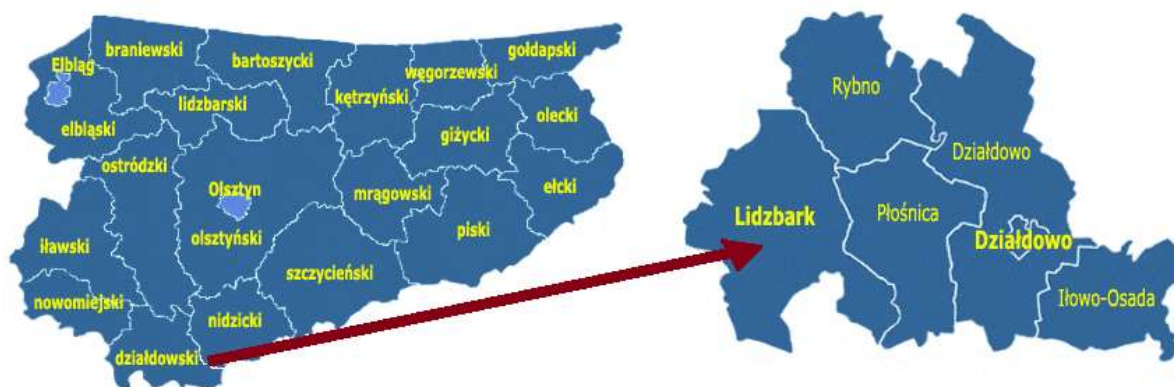 braniewski
bartoszycki
gołdapski
Elbląg
węgorzewski
lidzbarski
kętrzyński
olecki
elbląski
giżycki
ostródzki
Olsztyn
mrągowski
ełcki
iławski
olsztyński
piski
szczycieński
nowomiejski
nidzicki
działdowski
Rybno
Działdowo
Lidzbark
Płośnica
Działdowo
Iłowo-Osada